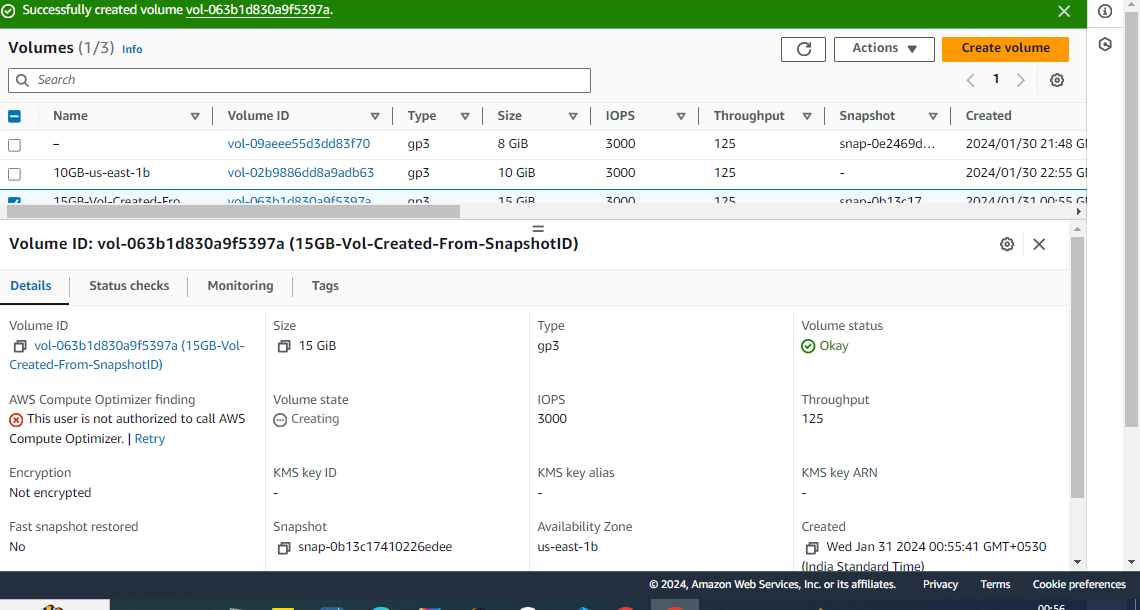 Successfully created volume vol-063b1d830a9f5397a.
Volumes (1/3) Info
Actions
Create volume
Search
1
Name Volume ID Type Size IOPS Throughput Snapshot Created
– vol-09aeee55d3dd83f70 gp3 8 GiB 3000 125 snap-0e2469d... 2024/01/30 21:48 GM
10GB-us-east-1b vol-02b9886dd8a9adb63 gp3 10 GiB 3000 125 - 2024/01/30 22:55 GM
15GB-Vol-Created-Fro... vol-063b1d830a9f5397a gp3 15 GiB 3000 125 snap-0b13c17... 2024/01/31 00:55 GM
Volume ID: vol-063b1d830a9f5397a (15GB-Vol-Created-From-SnapshotID)
Details Status checks Monitoring Tags
Volume ID Size Type Volume status
vol-063b1d830a9f5397a (15GB-Vol- 15 GiB gp3 Okay
Created-From-SnapshotID)
AWS Compute Optimizer finding Volume state IOPS Throughput
This user is not authorized to call AWS Creating 3000 125
Compute Optimizer. | Retry
Encryption KMS key ID KMS key alias KMS key ARN
Not encrypted - - -
Fast snapshot restored Snapshot Availability Zone Created
No snap-0b13c17410226edee us-east-1b Wed Jan 31 2024 00:55:41 GMT+0530
(India Standard Time)
© 2024, Amazon Web Services, Inc. or its affiliates. Privacy Terms Cookie preferences
00:56